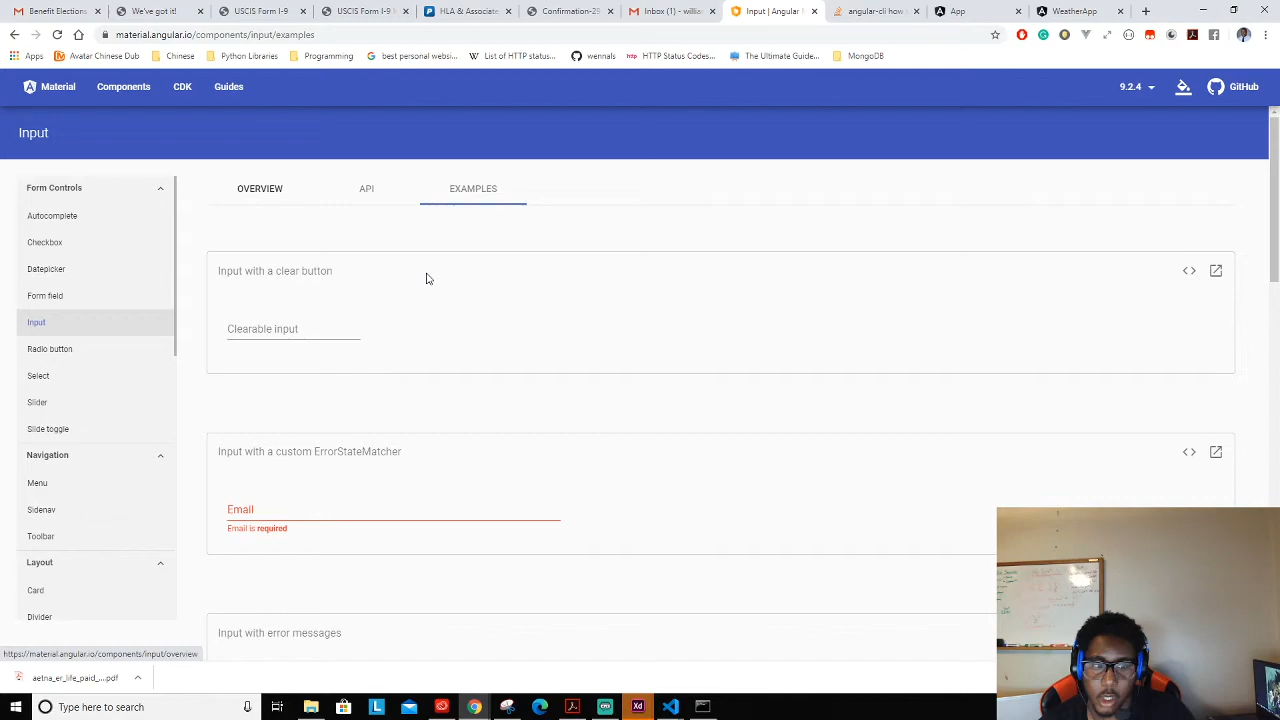 Benefit Elections
We've got it!
USCIS Form I-9
USCIS Form I-9
HLA & Associate
Confirmation-29
Inbox (1) - willia
Input | Angular
angular-cli how
App
WeatherApp
material.angular.io/components/input/examples
Apps
Avatar Cuban Due
Chinese
Python Libraries
Programming
best personal websi...
List of HTTP status...
wennals
HTTP Status Codes...
The Ultimate Guide...
MongoDB
Material
Components
CDK
Guides
9.2.4
GitHub
Input
Form Controls
Autocomplete
Checkbox
Datepicker
Form field
Input
Radio button
Select
Slider
Slide toggle
Navigation
Menu
Sidenav
Toolbar
Layout
Card
Divider
OVERVIEW
API
EXAMPLES
Input with a clear button
Clearable input
Input with a custom ErrorStateMatcher
Email
Email is required
Input with error messages
https://material.angular.io/components/input/overview
aetna_er_life_paid_....pdf
Type here to search